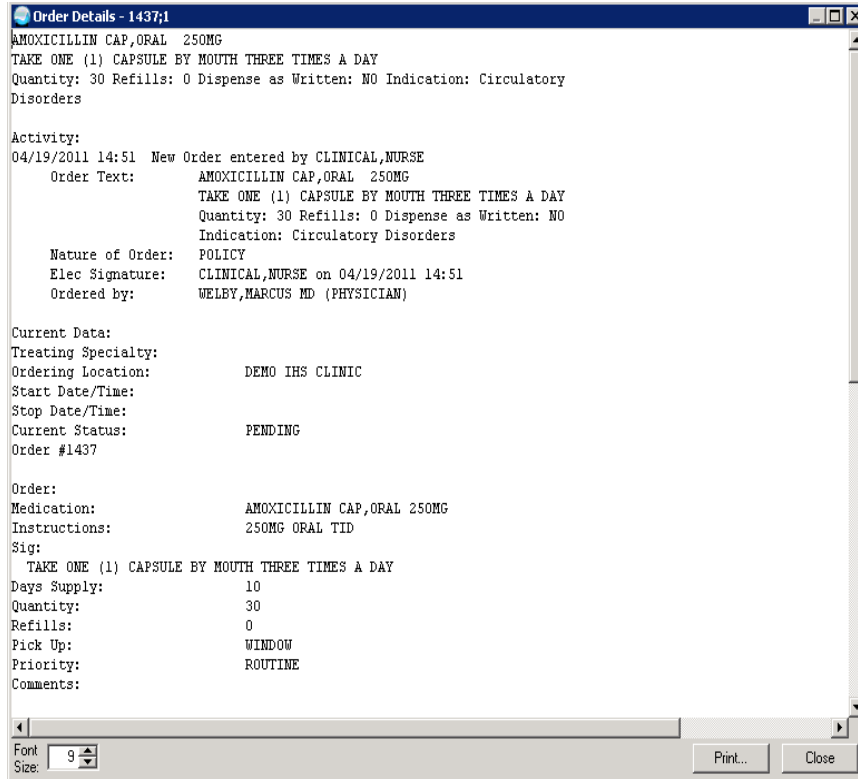 Order Details - 1437;1
AMOXICILLIN CAP,ORAL  250MG
TAKE ONE (1) CAPSULE BY MOUTH THREE TIMES A DAY
Quantity: 30 Refills: 0 Dispense as Written: NO Indication: Circulatory
Disorders
Activity:
04/19/2011 14:51  New Order entered by CLINICAL,NURSE
Order Text: AMOXICILLIN CAP,ORAL  250MG
TAKE ONE (1) CAPSULE BY MOUTH THREE TIMES A DAY
Quantity: 30 Refills: 0 Dispense as Written: NO
Indication: Circulatory Disorders
Nature of Order: POLICY
Elec Signature: CLINICAL,NURSE on 04/19/2011 14:51
Ordered by: WELBY,MARCUS MD (PHYSICIAN)
Current Data:
Treating Specialty:
Ordering Location: DEMO IHS CLINIC
Start Date/Time:
Stop Date/Time:
Current Status: PENDING
Order #1437
Order:
Medication: AMOXICILLIN CAP,ORAL 250MG
Instructions: 250MG ORAL TID
Sig:
TAKE ONE (1) CAPSULE BY MOUTH THREE TIMES A DAY
Days Supply: 10
Quantity: 30
Refills: 0
Pick Up: WINDOW
Priority: ROUTINE
Comments:
Font Size: 9 Print... Close